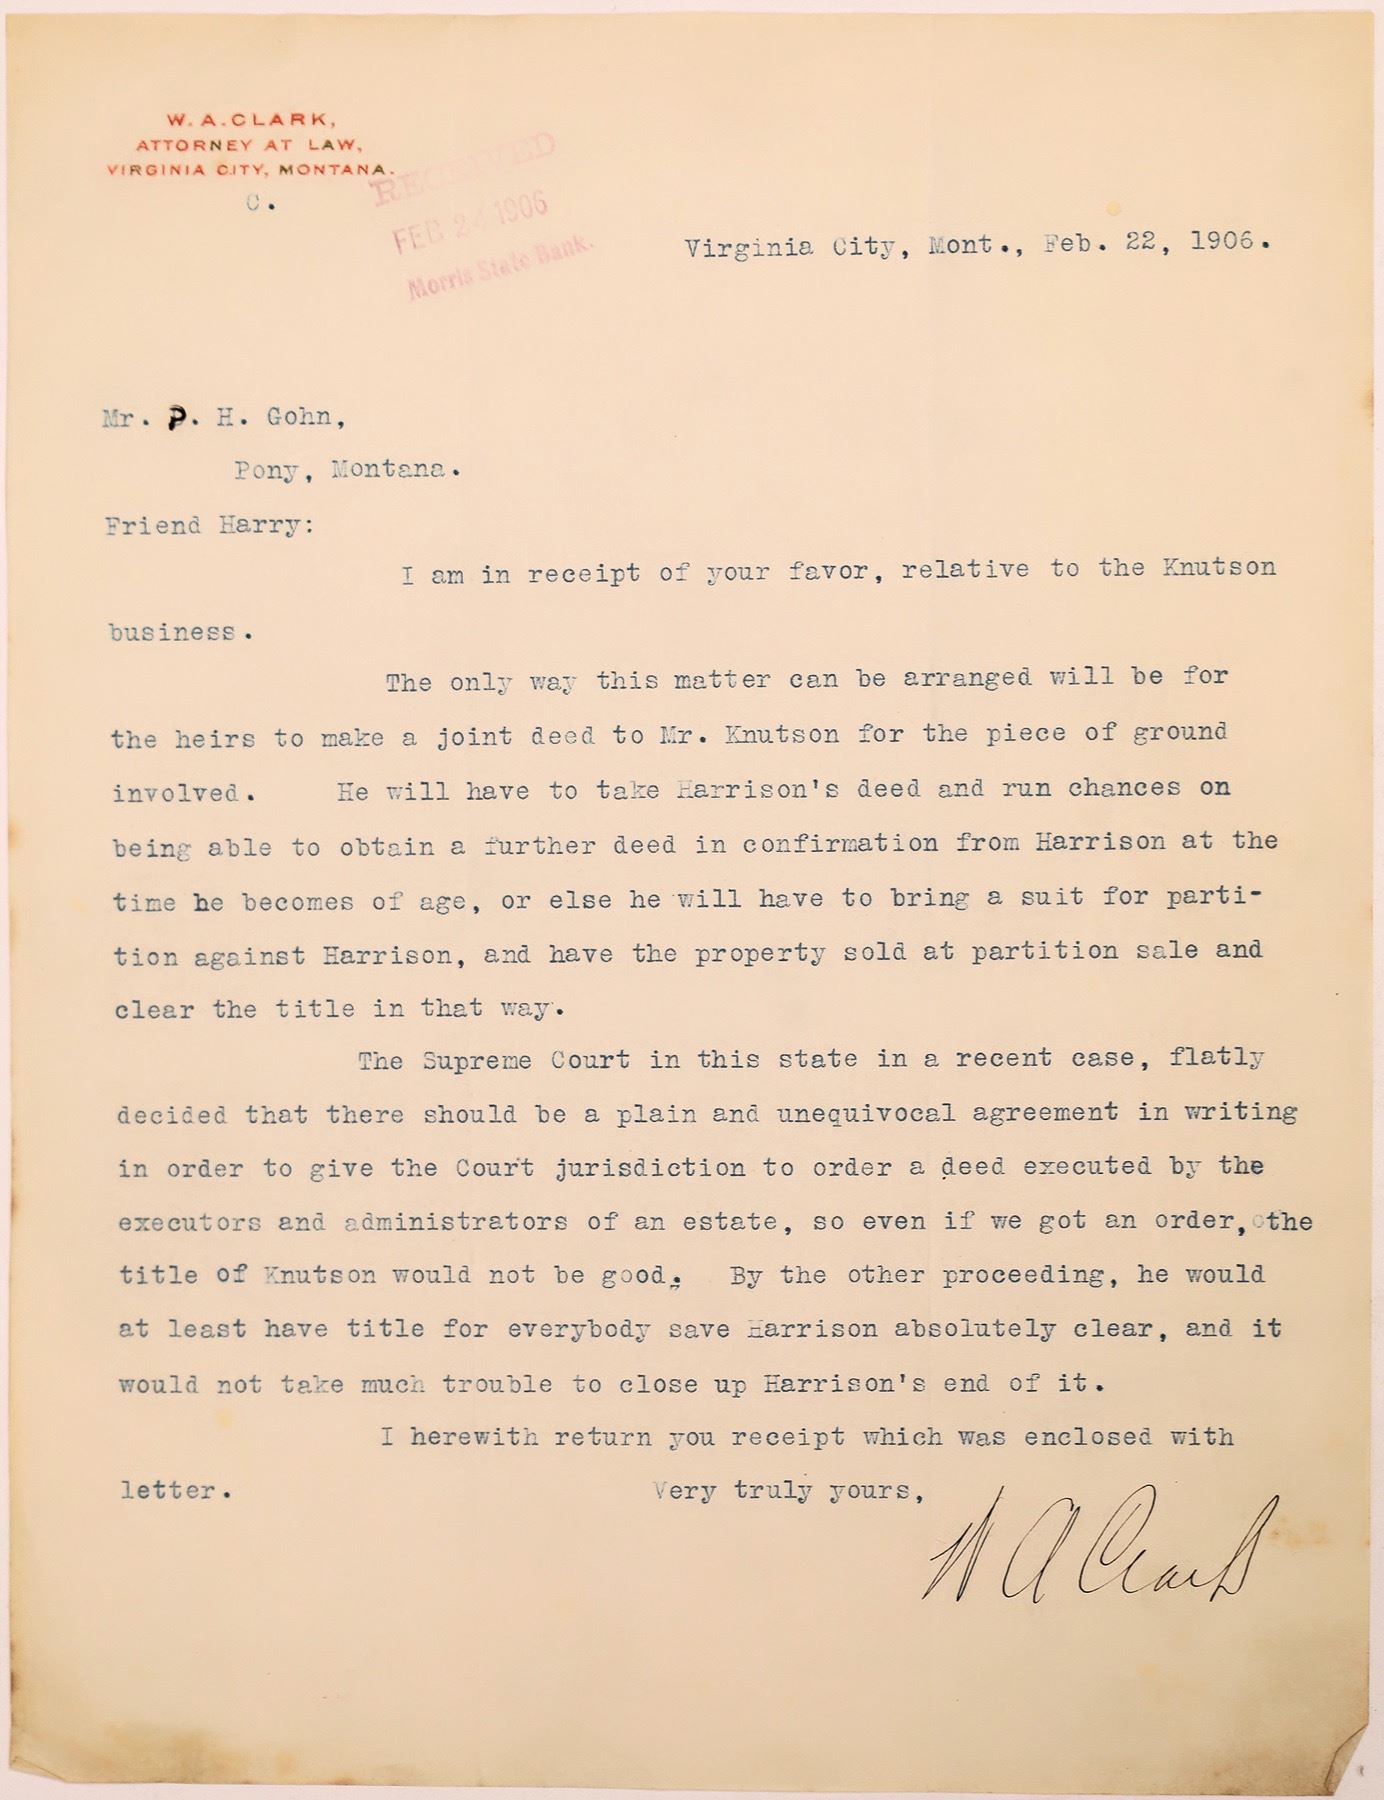 W. A. CLARK,
ATTORNEY AT LAW,
VIRGINIA CITY, MONTANA.
C.
RECEIVED
FEB 24 1906
Morris State Bank.
Virginia City, Mont., Feb. 22, 1906.
Mr. P. H. Gohn,
Pony, Montana.
Friend Harry:
I am in receipt of your favor, relative to the Knutson
business.
The only way this matter can be arranged will be for
the heirs to make a joint deed to Mr. Knutson for the piece of ground
involved. He will have to take Harrison's deed and run chances on
being able to obtain a further deed in confirmation from Harrison at the
time he becomes of age, or else he will have to bring a suit for parti-
tion against Harrison, and have the property sold at partition sale and
clear the title in that way.
The Supreme Court in this state in a recent case, flatly
decided that there should be a plain and unequivocal agreement in writing
in order to give the Court jurisdiction to order a deed executed by the
executors and administrators of an estate, so even if we got an order, the
title of Knutson would not be good. By the other proceeding, he would
at least have title for everybody save Harrison absolutely clear, and it
would not take much trouble to close up Harrison's end of it.
I herewith return you receipt which was enclosed with
letter. Very truly yours,
W A Clark